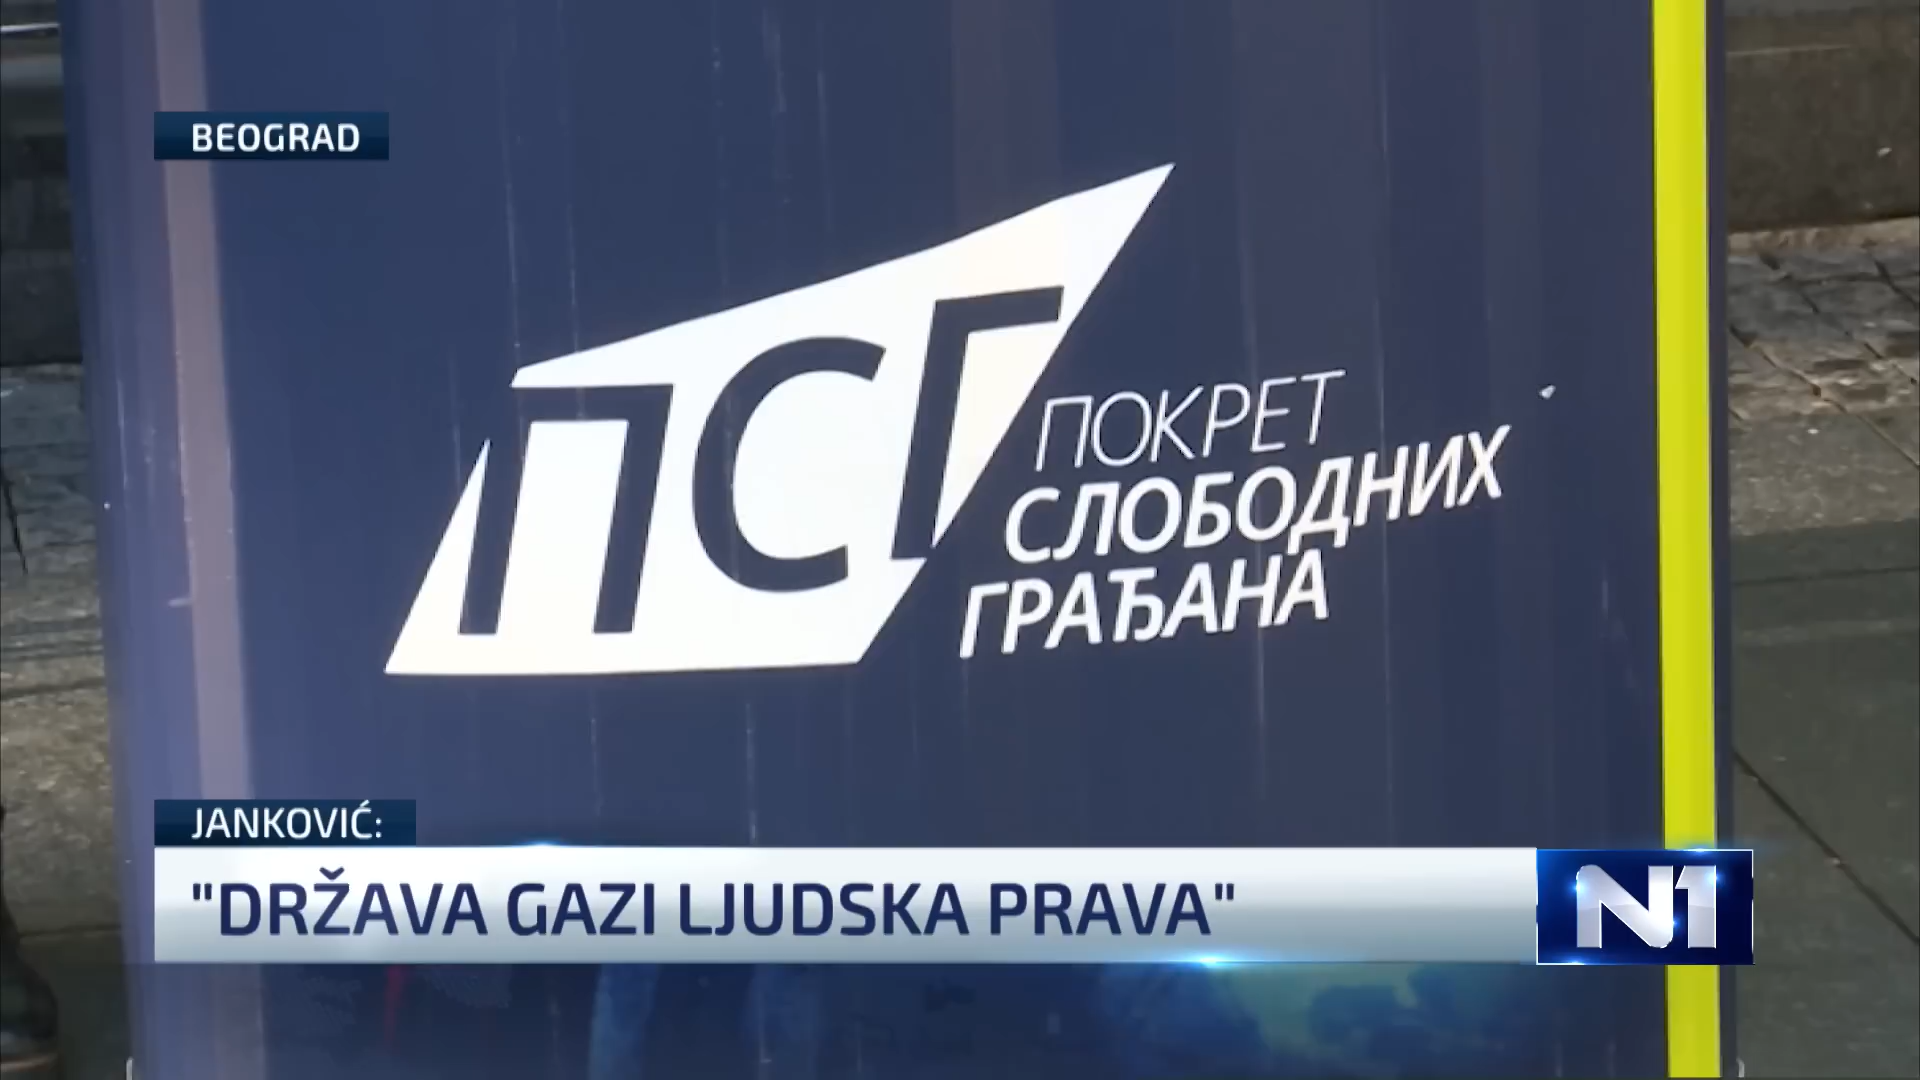 BEOGRAD
ПСГ
ПОКРЕТ
СЛОБОДНИХ
ГРАЂАНА
JANKOVIĆ:
"DRŽAVA GAZI LJUDSKA PRAVA"
N1